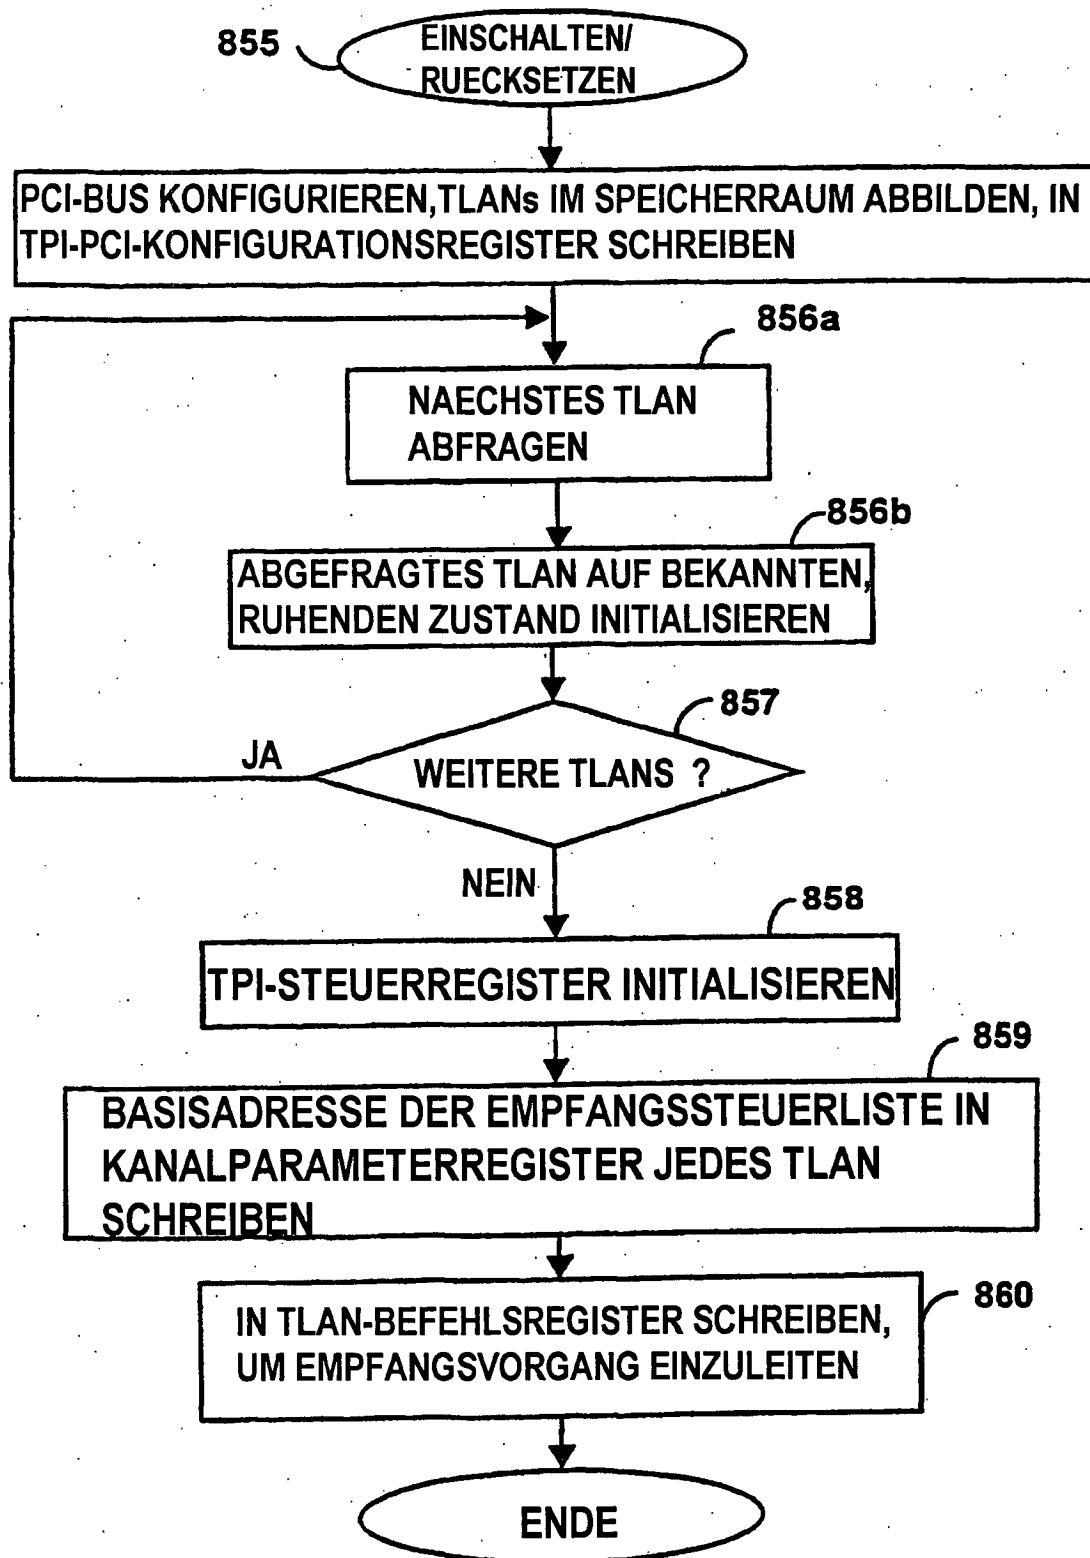 855
EINSCHALTEN/
RUECKSETZEN
PCI-BUS KONFIGURIEREN,TLANs IM SPEICHERRAUM ABBILDEN, IN
TPI-PCI-KONFIGURATIONSREGISTER SCHREIBEN
856a
NAECHSTES TLAN
ABFRAGEN
856b
ABGEFRAGTES TLAN AUF BEKANNTEN,
RUHENDEN ZUSTAND INITIALISIEREN
857
JA
WEITERE TLANS ?
NEIN
858
TPI-STEUERREGISTER INITIALISIEREN
859
BASISADRESSE DER EMPFANGSSTEUERLISTE IN
KANALPARAMETERREGISTER JEDES TLAN
SCHREIBEN
860
IN TLAN-BEFEHLSREGISTER SCHREIBEN,
UM EMPFANGSVORGANG EINZULEITEN
ENDE